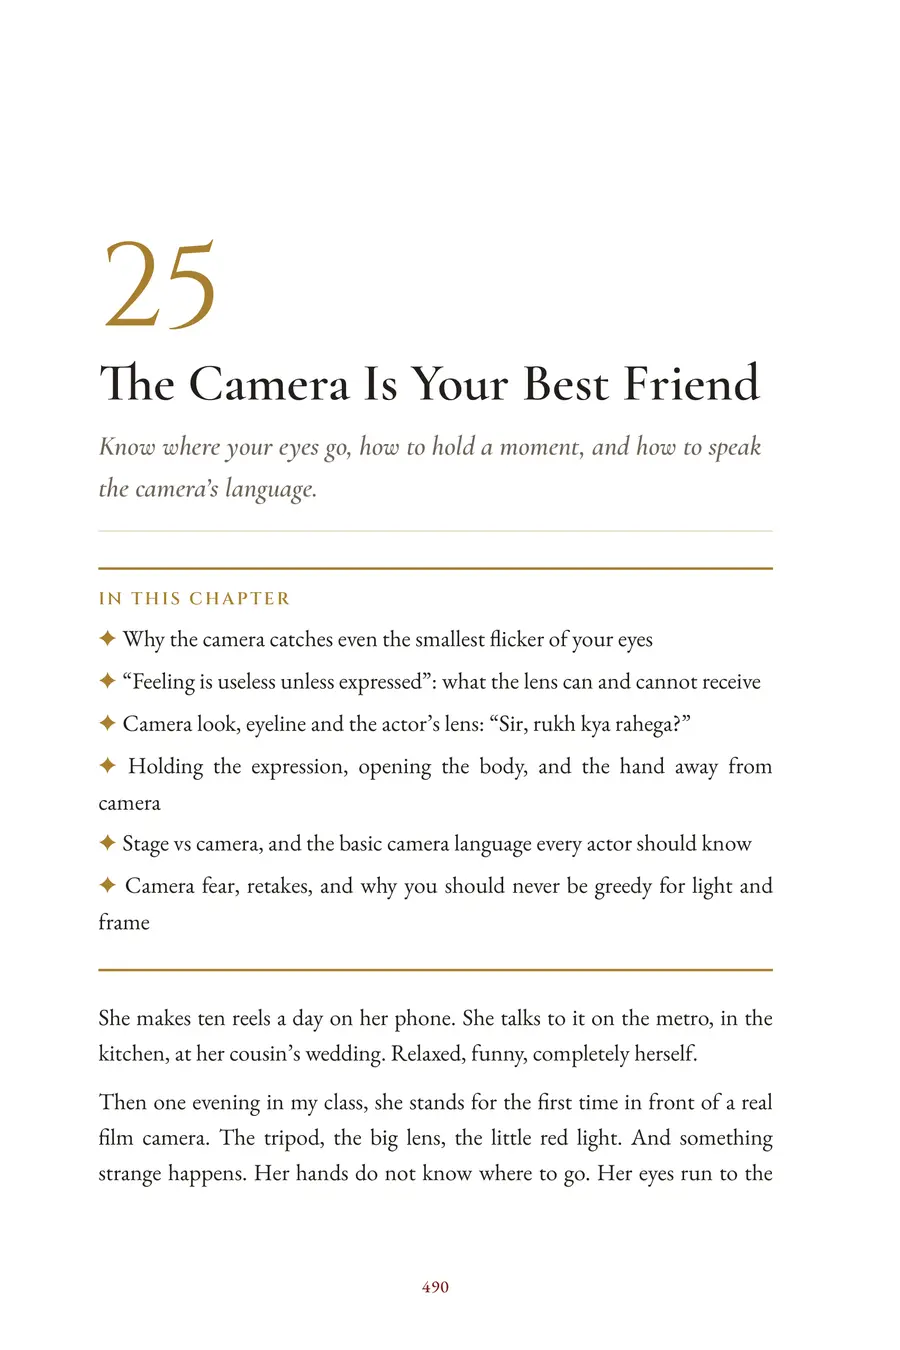 25
The Camera Is Your Best Friend
Know where your eyes go, how to hold a moment, and how to speak
the camera’s language.
IN THIS CHAPTER
✦ Why the camera catches even the smallest flicker of your eyes
✦ “Feeling is useless unless expressed”: what the lens can and cannot receive
✦ Camera look, eyeline and the actor’s lens: “Sir, rukh kya rahega?”
✦ Holding the expression, opening the body, and the hand away from
camera
✦ Stage vs camera, and the basic camera language every actor should know
✦ Camera fear, retakes, and why you should never be greedy for light and
frame
She makes ten reels a day on her phone. She talks to it on the metro, in the
kitchen, at her cousin’s wedding. Relaxed, funny, completely herself.
Then one evening in my class, she stands for the first time in front of a real
film camera. The tripod, the big lens, the little red light. And something
strange happens. Her hands do not know where to go. Her eyes run to the
490